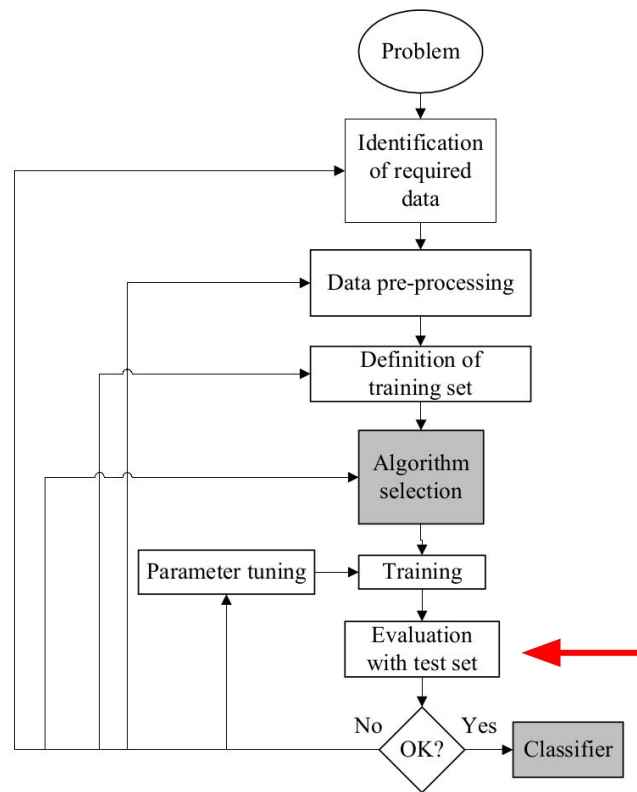 Problem
Identification
of required
data
Data pre-processing
Definition of
training set
Algorithm
selection
Parameter tuning
Training
Evaluation
with test set
No
Yes
OK?
Classifier